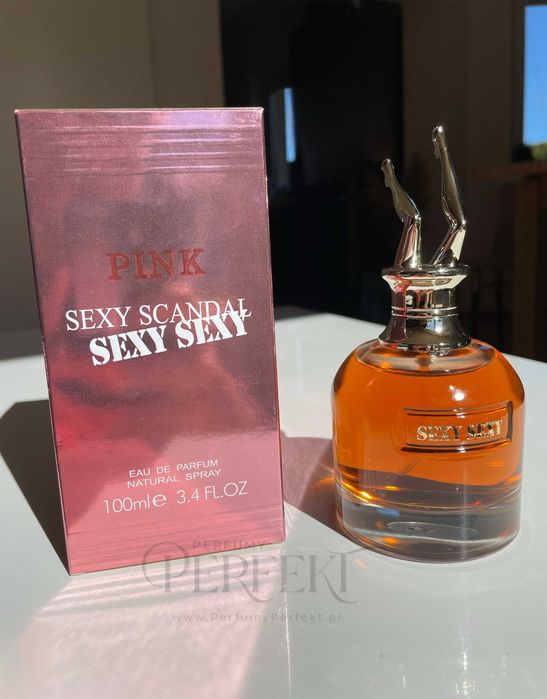 PINK
SEXY SCANDAL
SEXY SEXY
EAU DE PARFUM
NATURAL SPRAY
100ml e 3.4 FL.OZ
SEXY SEXY
PERFUMY
PERFEKT
www.PerfumyPerfekt.pl